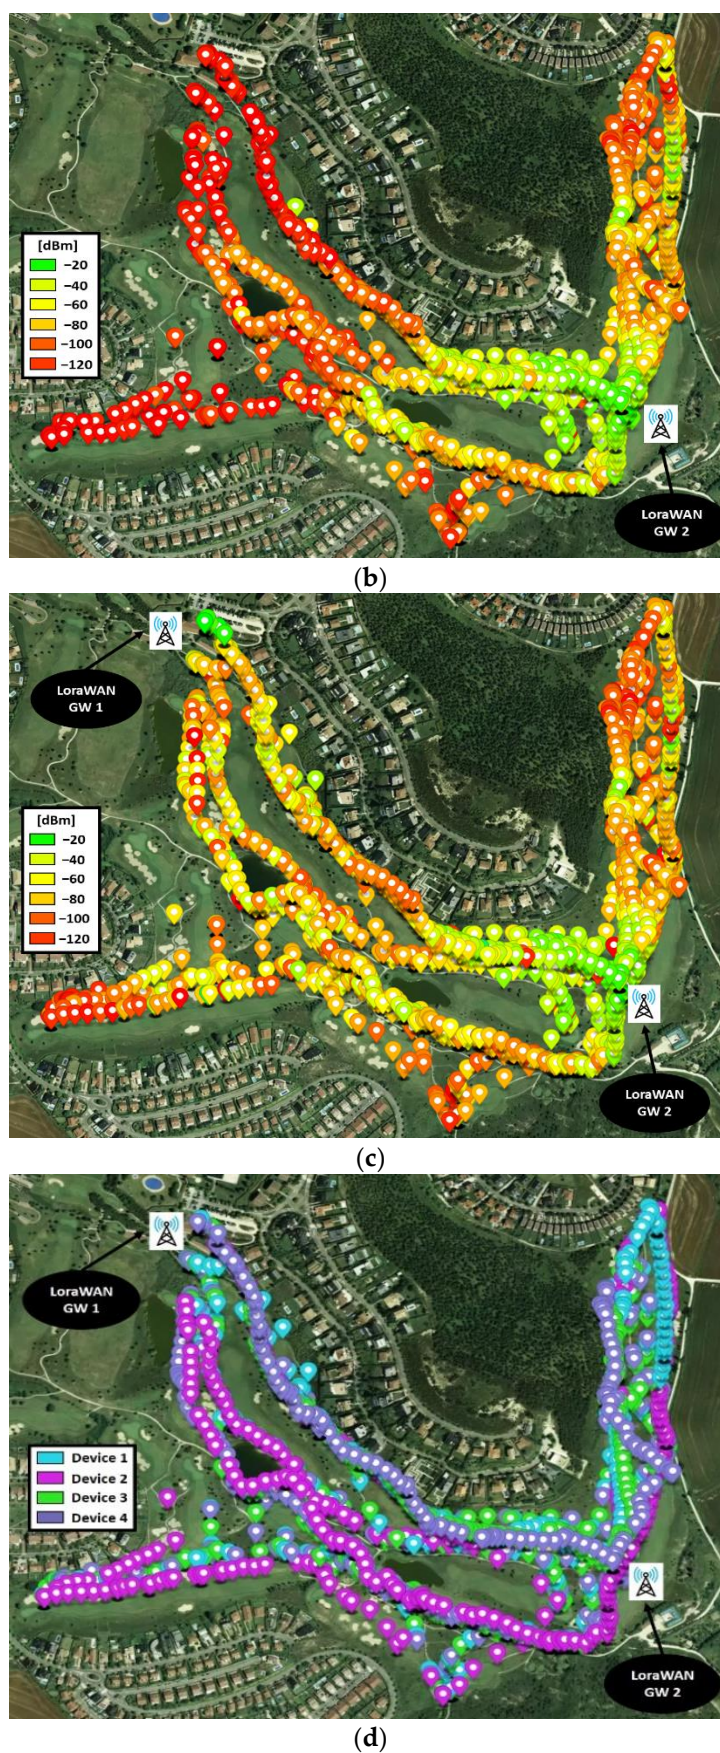 [dBm]
−20
−40
−60
−80
−100
−120
LoraWAN
GW 2
(b)
LoraWAN
GW 1
[dBm]
−20
−40
−60
−80
−100
−120
LoraWAN
GW 2
(c)
LoraWAN
GW 1
Device 1
Device 2
Device 3
Device 4
LoraWAN
GW 2
(d)